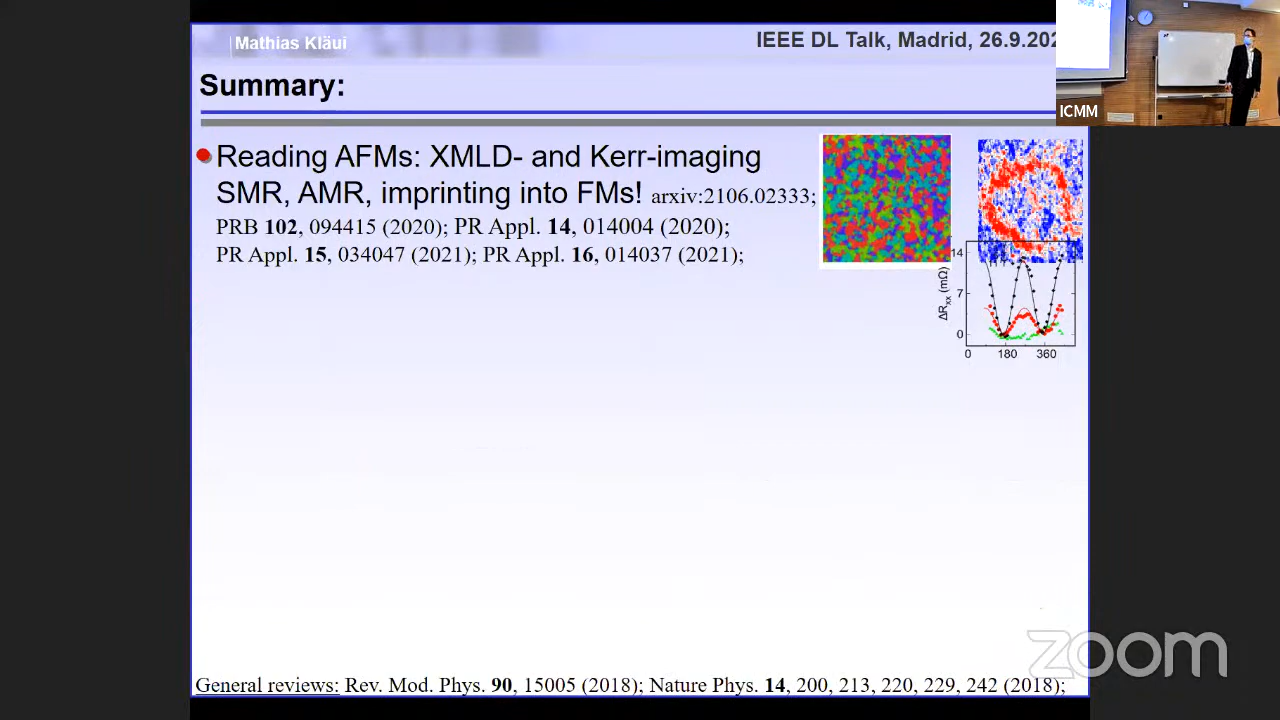 Mathias Kläui
IEEE DL Talk, Madrid, 26.9.202
ICMM
Summary:
Reading AFMs: XMLD- and Kerr-imaging
SMR, AMR, imprinting into FMs! arxiv:2106.02333;
PRB 102, 094415 (2020); PR Appl. 14, 014004 (2020);
PR Appl. 15, 034047 (2021); PR Appl. 16, 014037 (2021);
14
7
0
ΔRxx (mΩ)
0 180 360
zoom
General reviews: Rev. Mod. Phys. 90, 15005 (2018); Nature Phys. 14, 200, 213, 220, 229, 242 (2018);